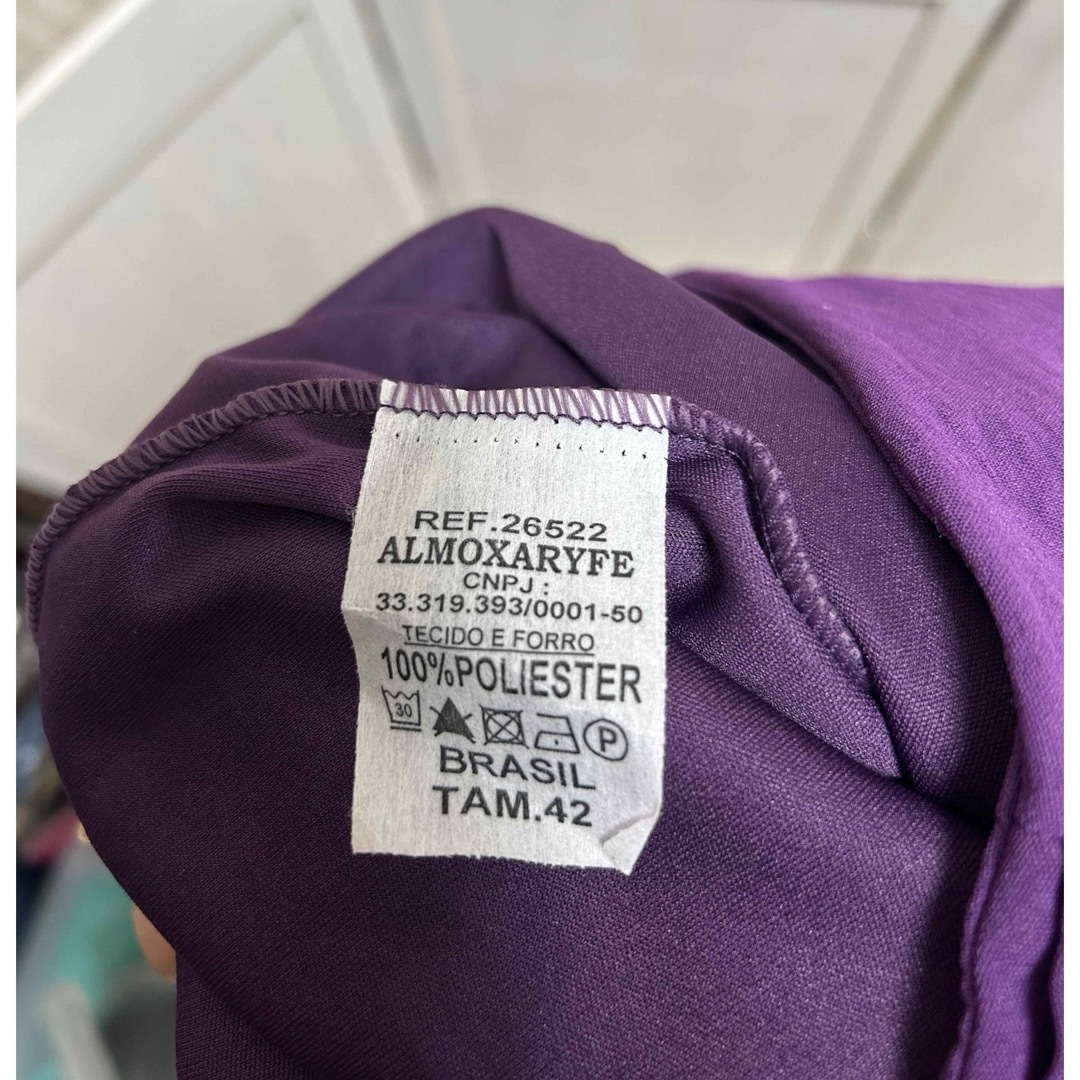 REF.26522
ALMOXARYFE
CNPJ :
33.319.393/0001-50
TECIDO E FORRO
100%POLIESTER
30 P
BRASIL
TAM.42